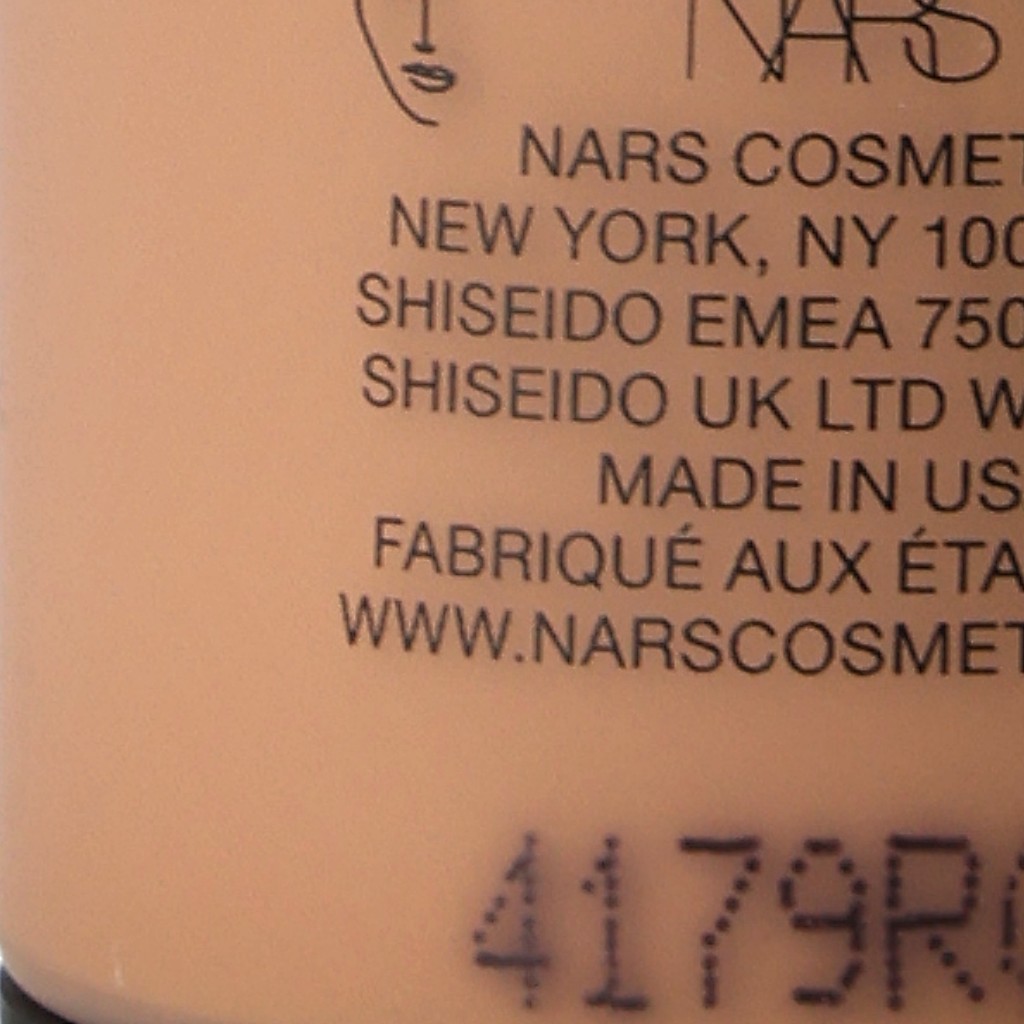 NARS
NARS COSMET
NEW YORK, NY 100
SHISEIDO EMEA 750
SHISEIDO UK LTD W
MADE IN US
FABRIQUÉ AUX ÉTA
WWW.NARSCOSMET
4179R